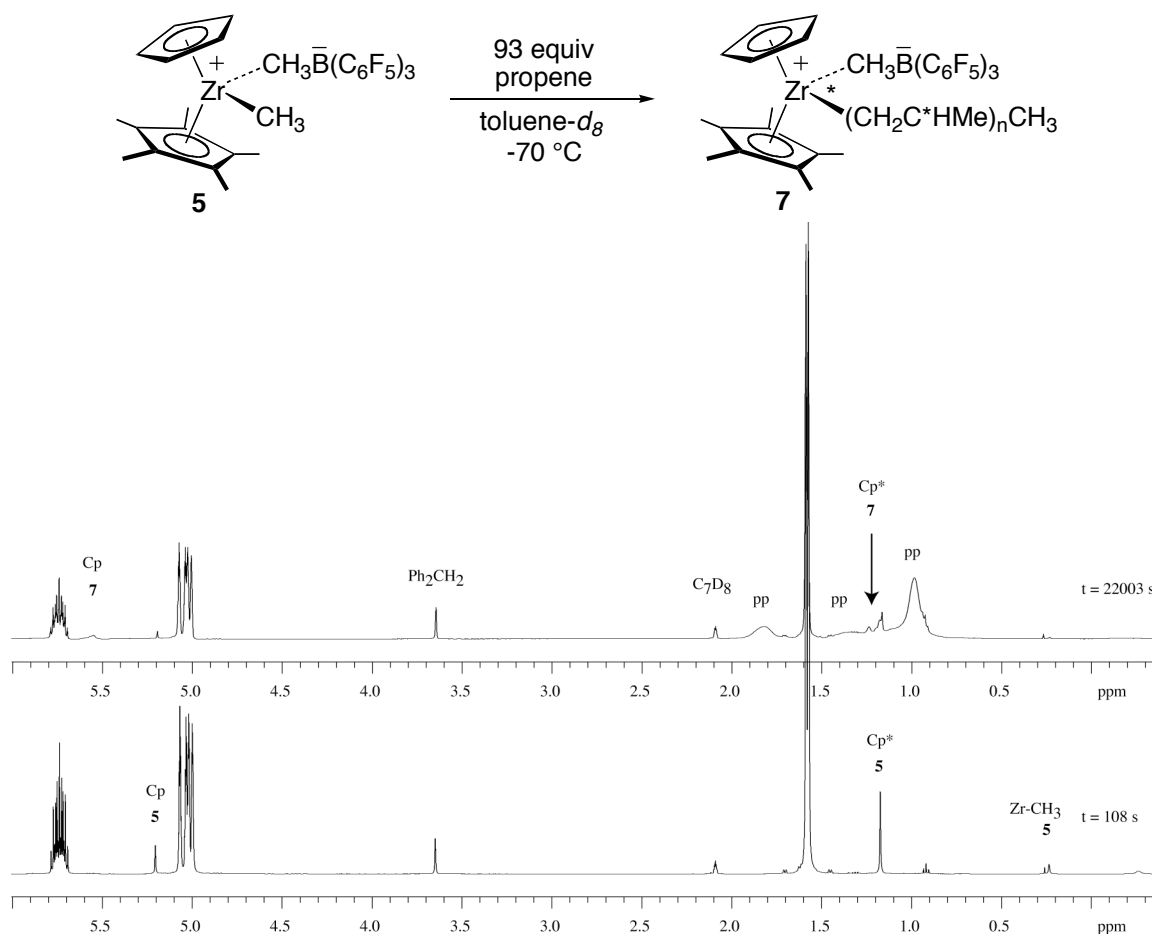 +
CH₃B̄(C₆F₅)₃
Zr
CH₃
5
93 equiv
propene
toluene-d₈
-70 °C
+
CH₃B̄(C₆F₅)₃
Zr
*
(CH₂C*HMe)ₙCH₃
7
Cp
7
Ph₂CH₂
C₇D₈
pp
pp
Cp*
7
pp
t = 22003 s
5.5 5.0 4.5 4.0 3.5 3.0 2.5 2.0 1.5 1.0 0.5 ppm
Cp
5
Cp*
5
Zr-CH₃
5
t = 108 s
5.5 5.0 4.5 4.0 3.5 3.0 2.5 2.0 1.5 1.0 0.5 ppm